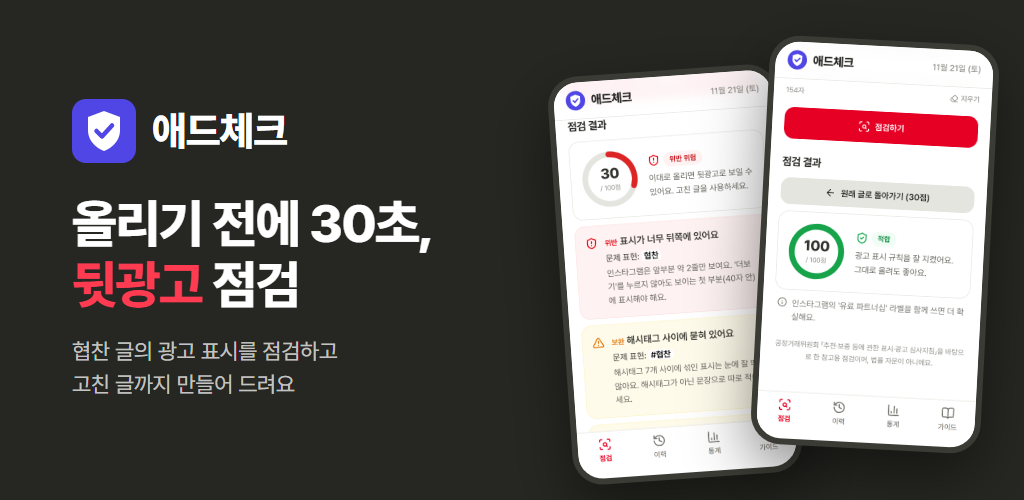 애드체크
올리기 전에 30초,
뒷광고 점검
협찬 글의 광고 표시를 점검하고
고친 글까지 만들어 드려요
애드체크
11월 21일 (토)
점검 결과
30
/ 100점
위반 위험
이대로 올리면 뒷광고로 보일 수
있어요. 고친 글을 사용하세요.
위반 표시가 너무 뒤쪽에 있어요
문제 표현: 협찬
인스타그램은 앞부분 약 2줄만 보여요. '더보
기'를 누르지 않아도 보이는 첫 부분(40자 안)
에 표시해야 해요.
보완 해시태그 사이에 묻혀 있어요
문제 표현: #협찬
해시태그 7개 사이에 섞인 표시는 눈에 잘
않아요. 해시태그가 아닌 문장으로 따로
세요.
점검
이력
통계
가이드
애드체크
11월 21일 (토)
154자
지우기
점검하기
점검 결과
원래 글로 돌아가기 (30점)
100
/ 100점
적합
광고 표시 규칙을 잘 지켰어요.
그대로 올려도 좋아요.
인스타그램의 '유료 파트너십' 라벨을 함께 쓰면 더 확
실해요.
공정거래위원회 「추천·보증 등에 관한 표시·광고 심사지침」을 바탕으
로 한 참고용 점검이며, 법률 자문이 아니에요.
점검
이력
통계
가이드